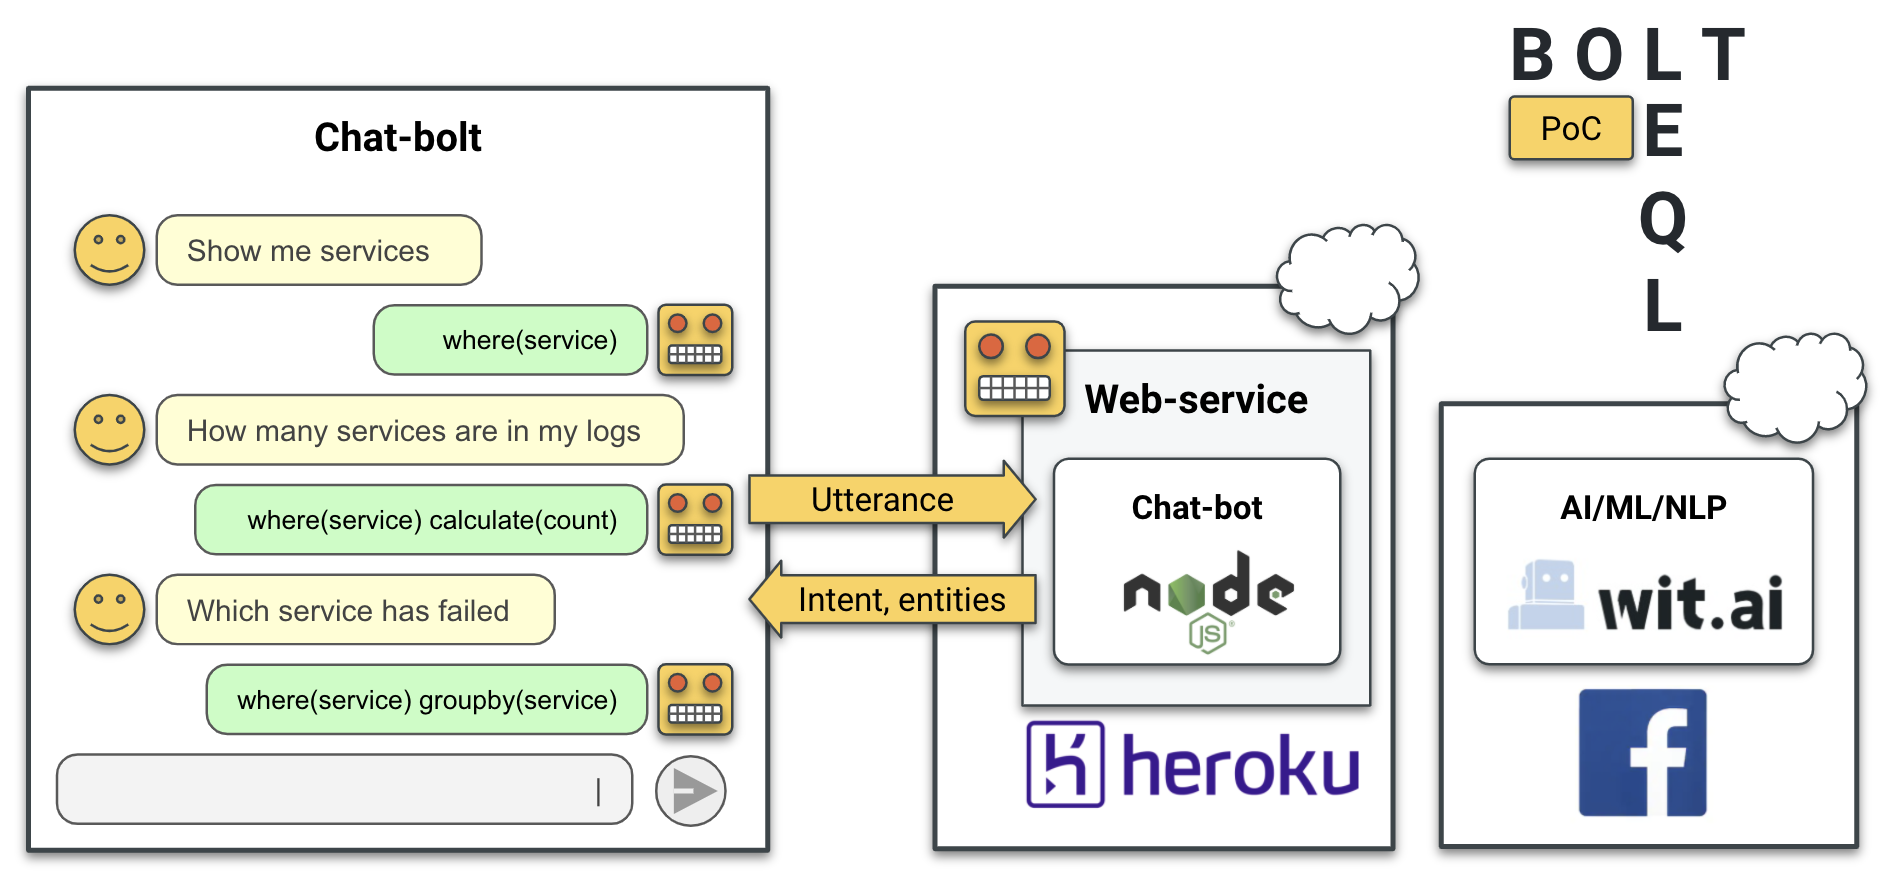 B O L T
PoC
E
Q
L
Chat-bolt
Show me services
where(service)
How many services are in my logs
where(service) calculate(count)
Which service has failed
where(service) groupby(service)
Utterance
Intent, entities
Web-service
Chat-bot
node
JS
heroku
AI/ML/NLP
wit.ai
f